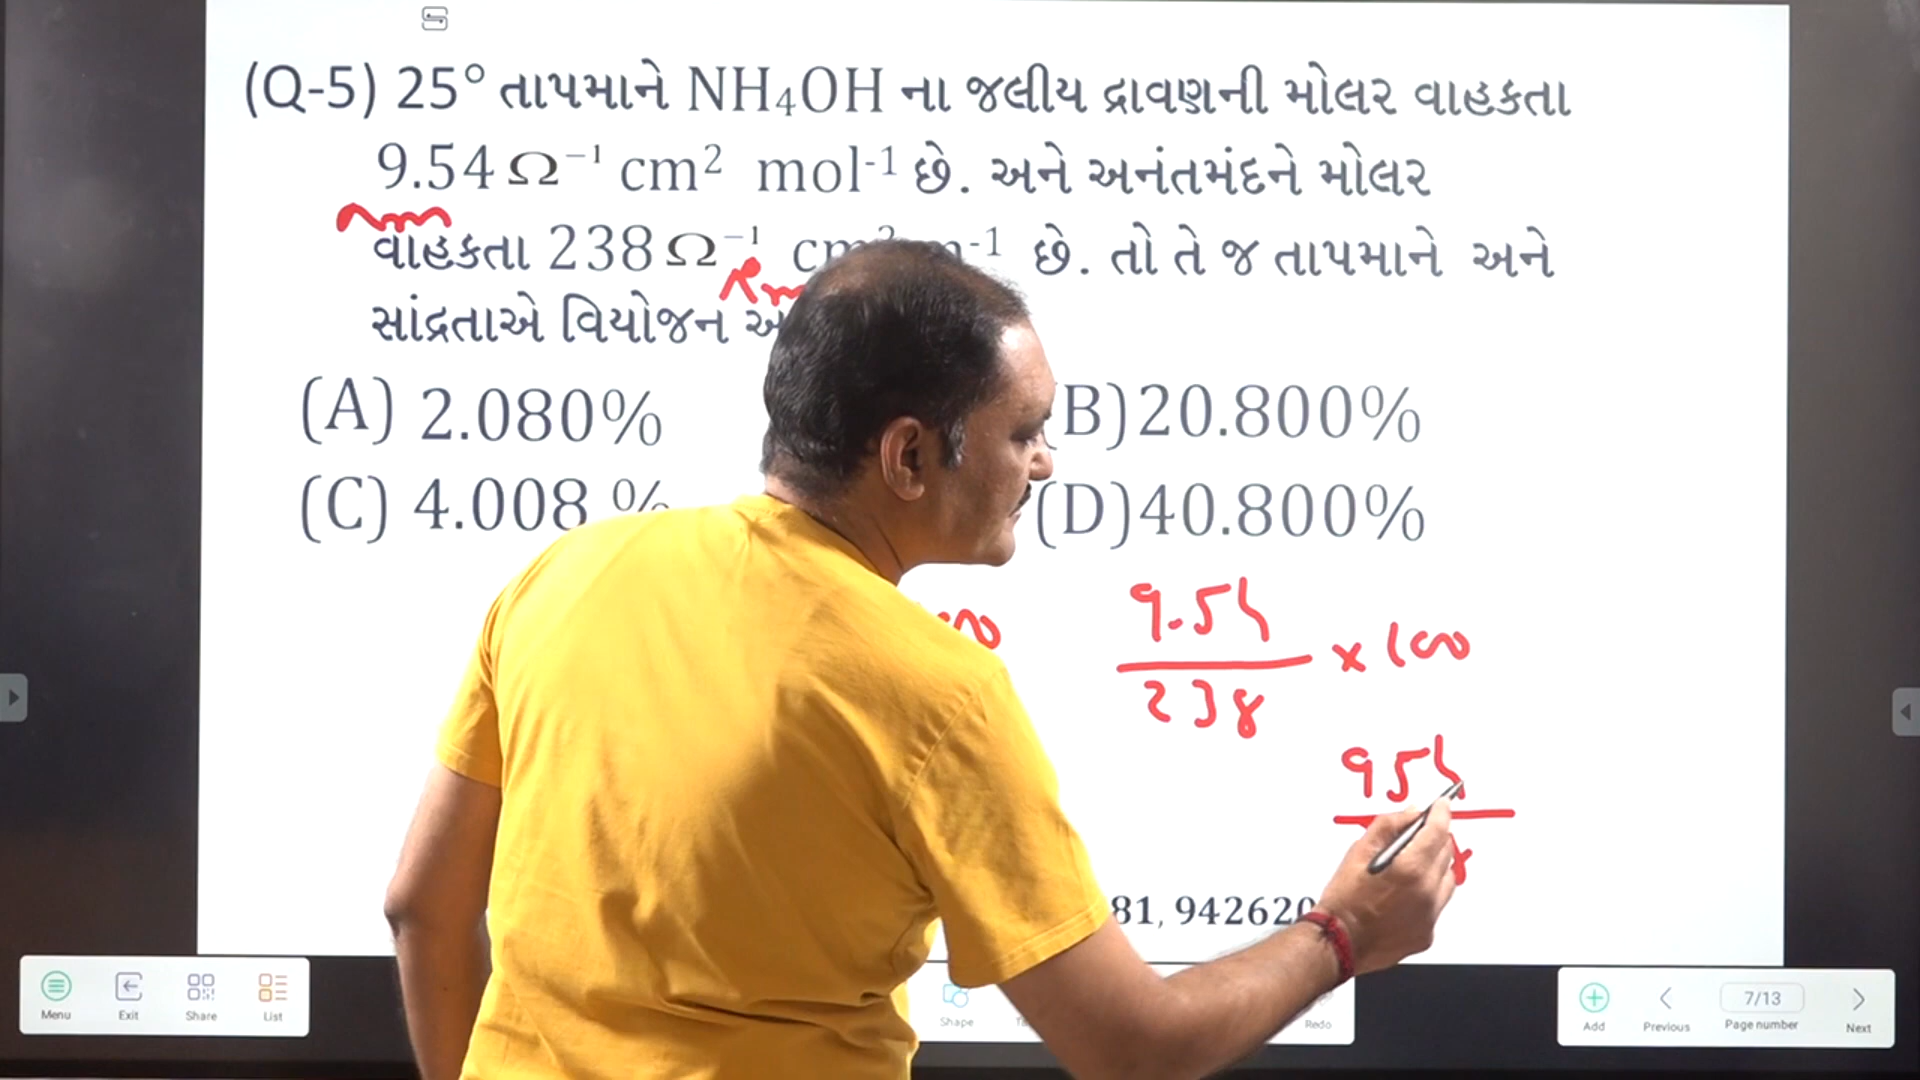 (Q-5) 25° તાપમાને NH₄OH ના જલીય દ્રાવણની મોલર વાહકતા
9.54 Ω⁻¹ cm² mol⁻¹ છે. અને અનંતમંદને મોલર
વાહકતા 238 Ω⁻¹ છે. તો તે જ તાપમાને અને
સાંદ્રતાએ વિયોજન
(A) 2.080% (B) 20.800%
(C) 4.008 % (D) 40.800%
9.54
238
× 100
954
81, 942620
Menu Exit Share List Shape Redo Add Previous 7/13 Page number Next